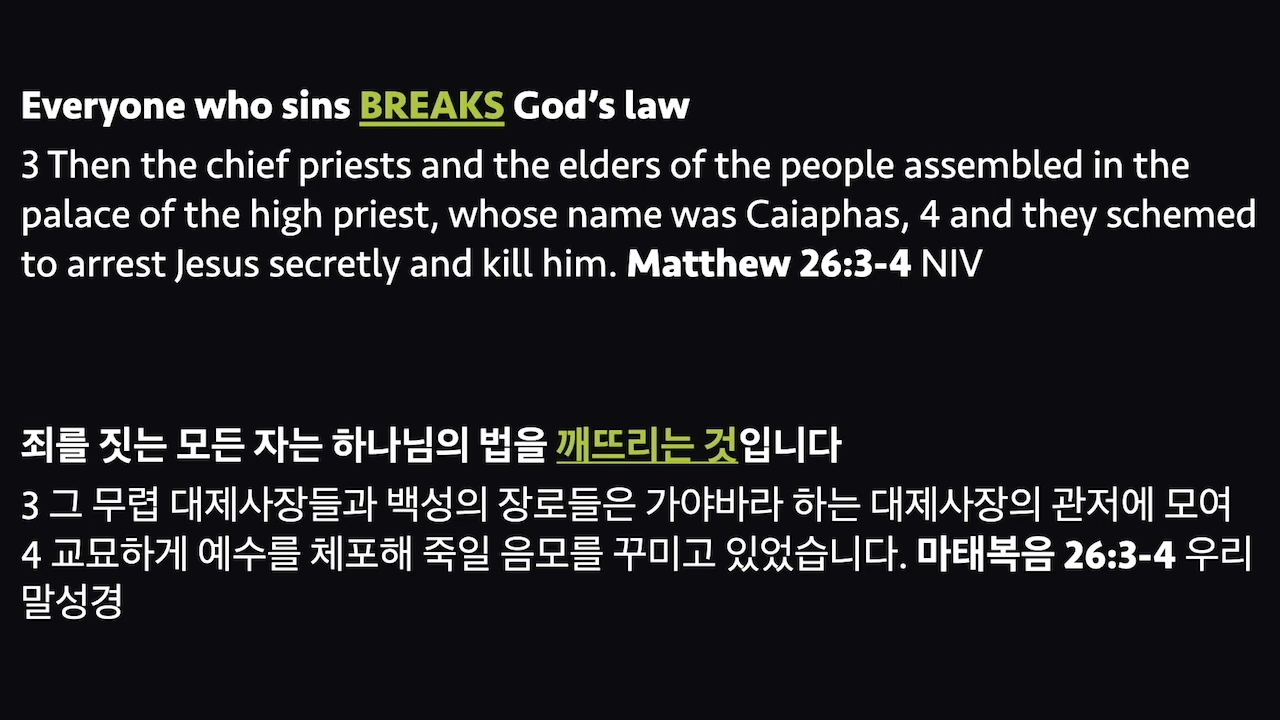 Everyone who sins BREAKS God’s law
3 Then the chief priests and the elders of the people assembled in the
palace of the high priest, whose name was Caiaphas, 4 and they schemed
to arrest Jesus secretly and kill him. Matthew 26:3-4 NIV
죄를 짓는 모든 자는 하나님의 법을 깨뜨리는 것입니다
3 그 무렵 대제사장들과 백성의 장로들은 가야바라 하는 대제사장의 관저에 모여
4 교묘하게 예수를 체포해 죽일 음모를 꾸미고 있었습니다. 마태복음 26:3-4 우리
말성경